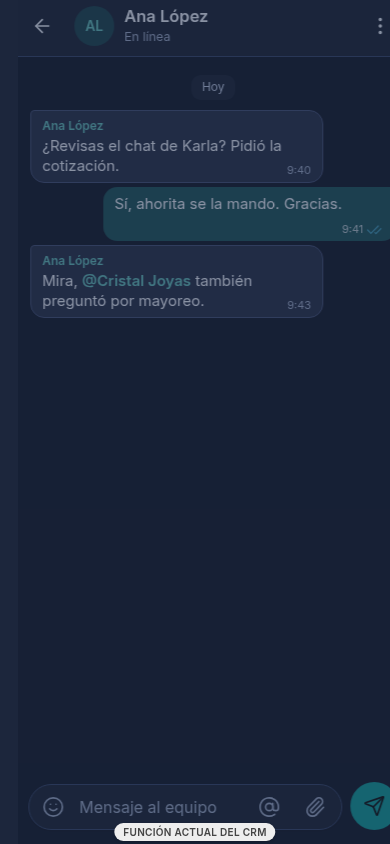 AL
Ana López
En línea
Hoy
Ana López
¿Revisas el chat de Karla? Pidió la
cotización.
9:40
Sí, ahorita se la mando. Gracias.
9:41
Ana López
Mira, @Cristal Joyas también
preguntó por mayoreo.
9:43
Mensaje al equipo
FUNCIÓN ACTUAL DEL CRM